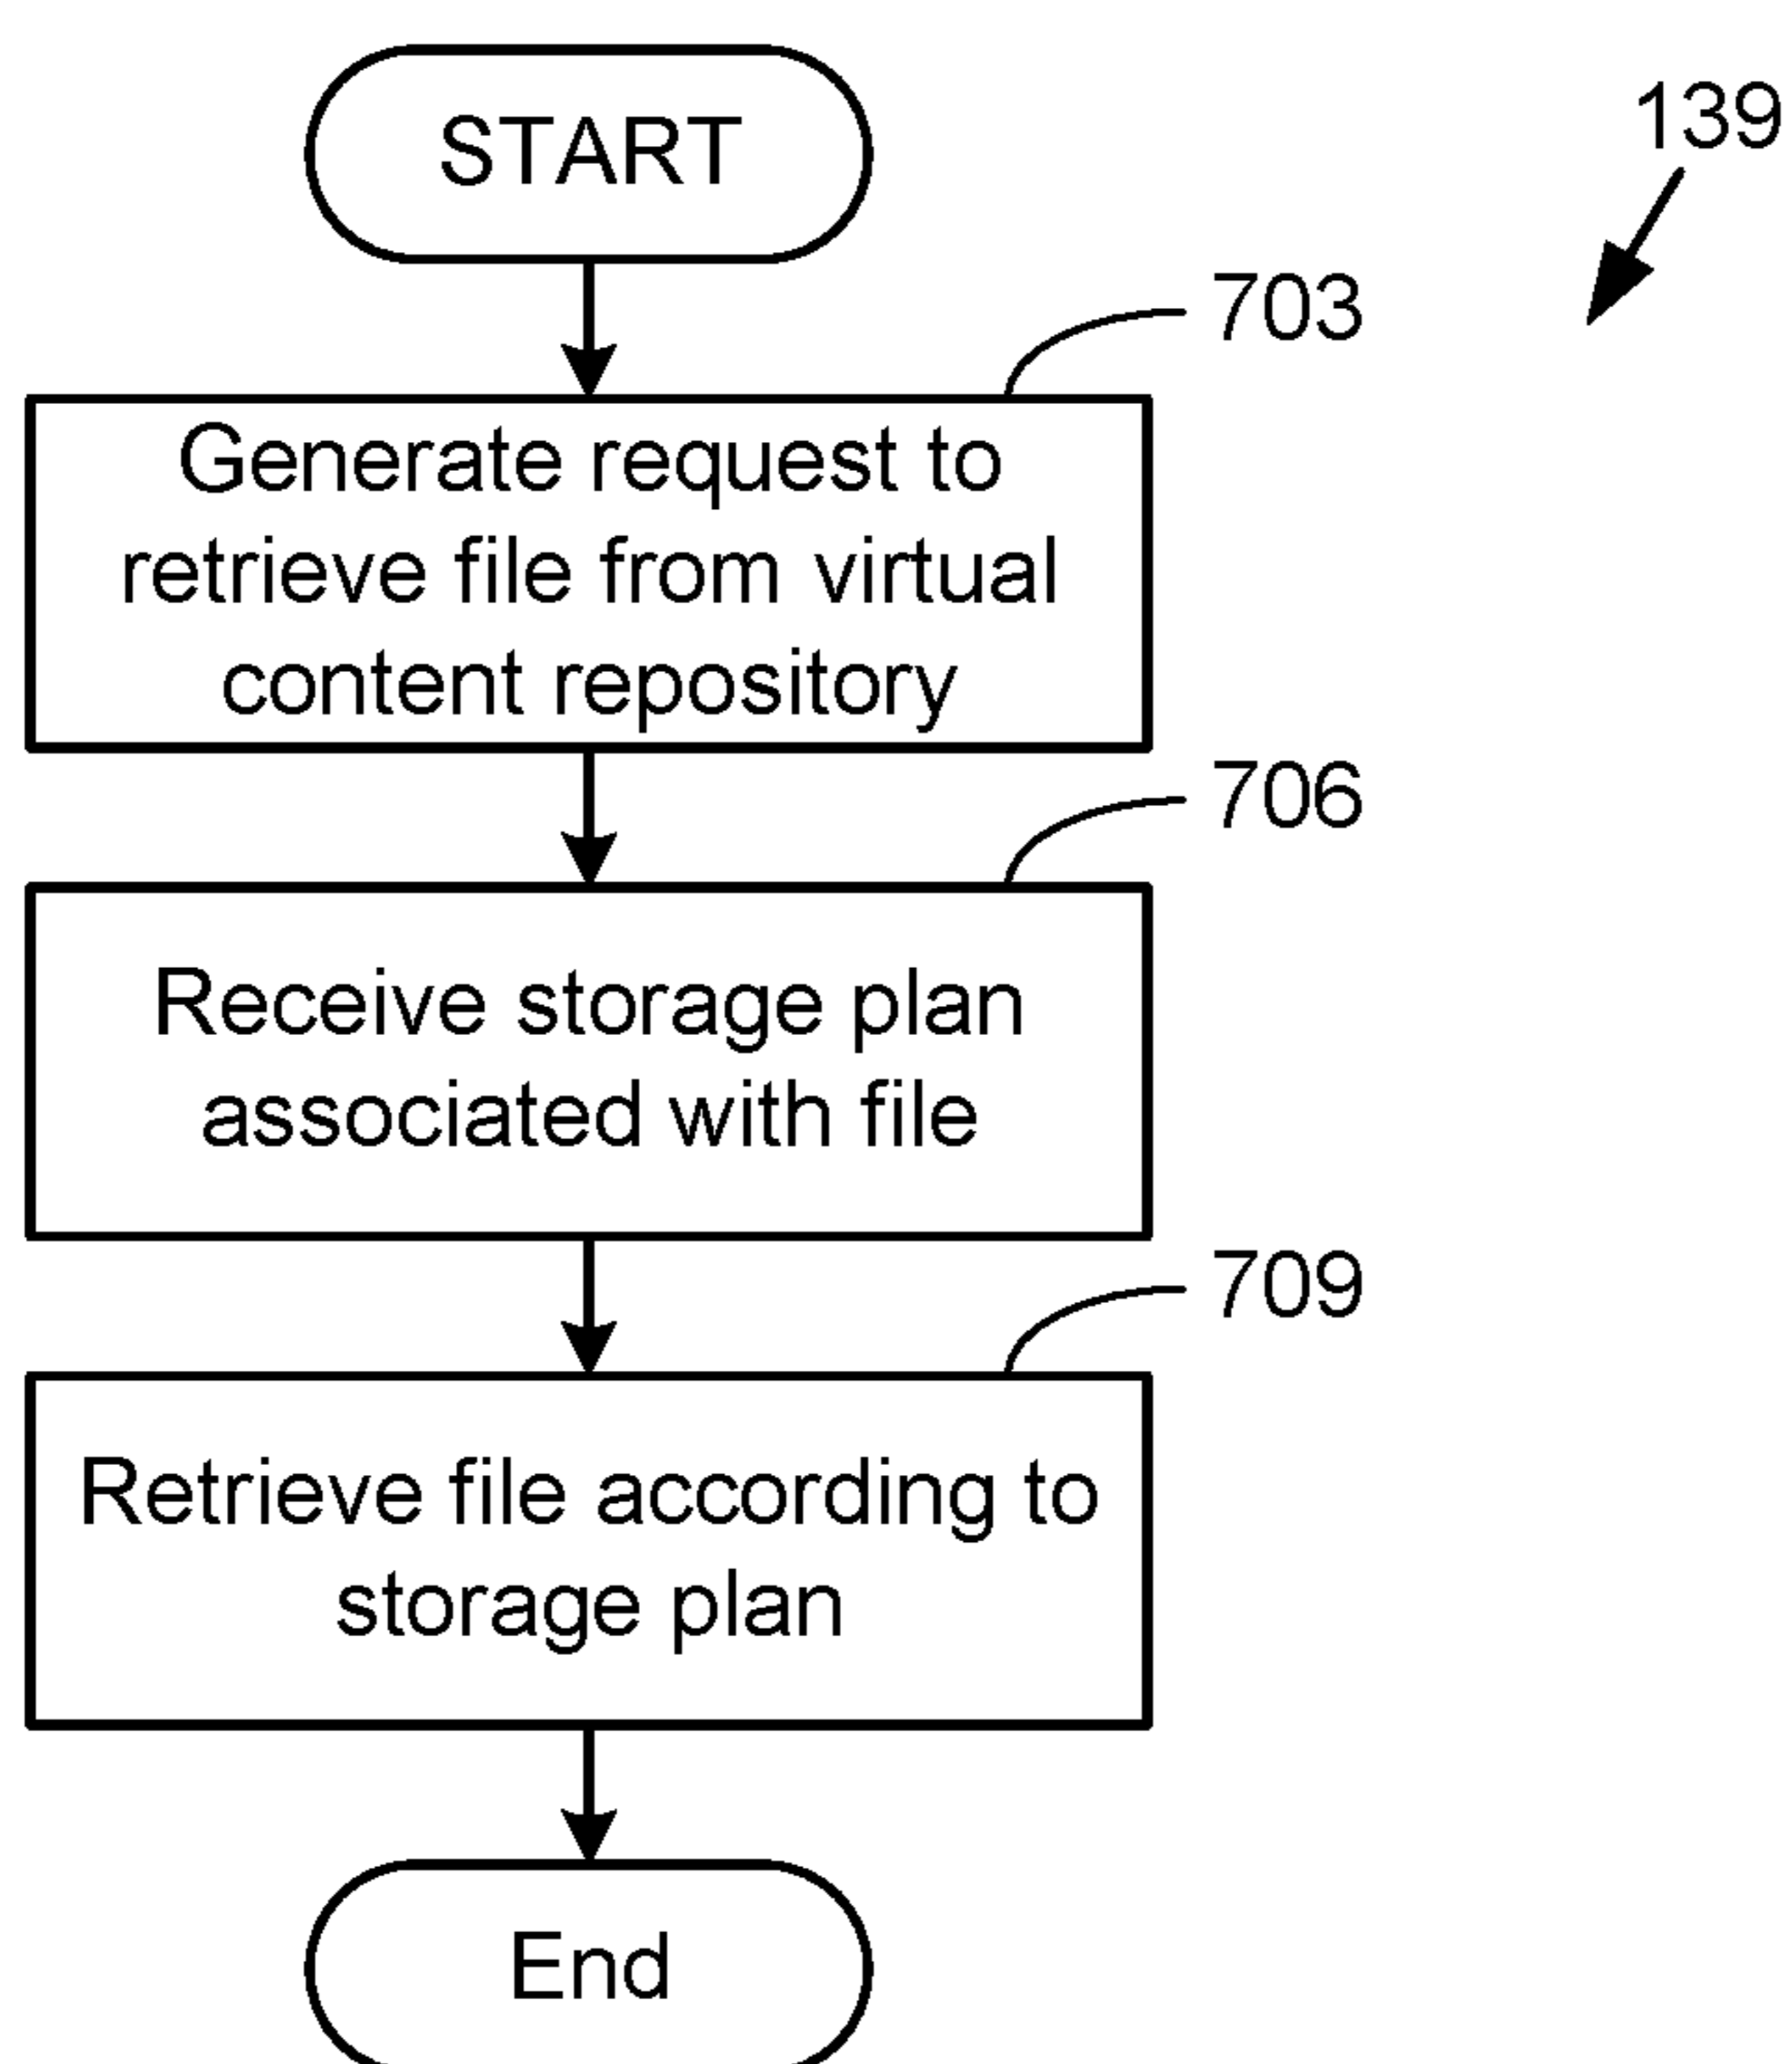 START
139
703
Generate request to
retrieve file from virtual
content repository
706
Receive storage plan
associated with file
709
Retrieve file according to
storage plan
End